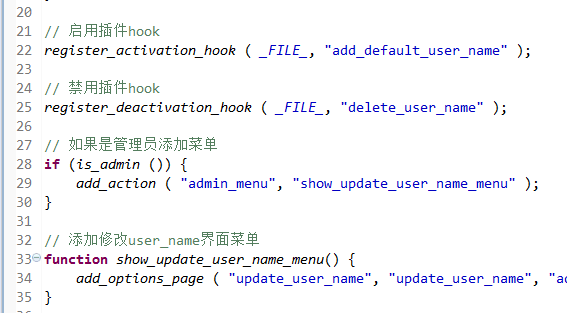 20
21 // 启用插件hook
22 register_activation_hook ( _FILE_, "add_default_user_name" );
23
24 // 禁用插件hook
25 register_deactivation_hook ( _FILE_, "delete_user_name" );
26
27 // 如果是管理员添加菜单
28 if (is_admin ()) {
29 add_action ( "admin_menu", "show_update_user_name_menu" );
30 }
31
32 // 添加修改user_name界面菜单
33 function show_update_user_name_menu() {
34 add_options_page ( "update_user_name", "update_user_name", "ac
35 }